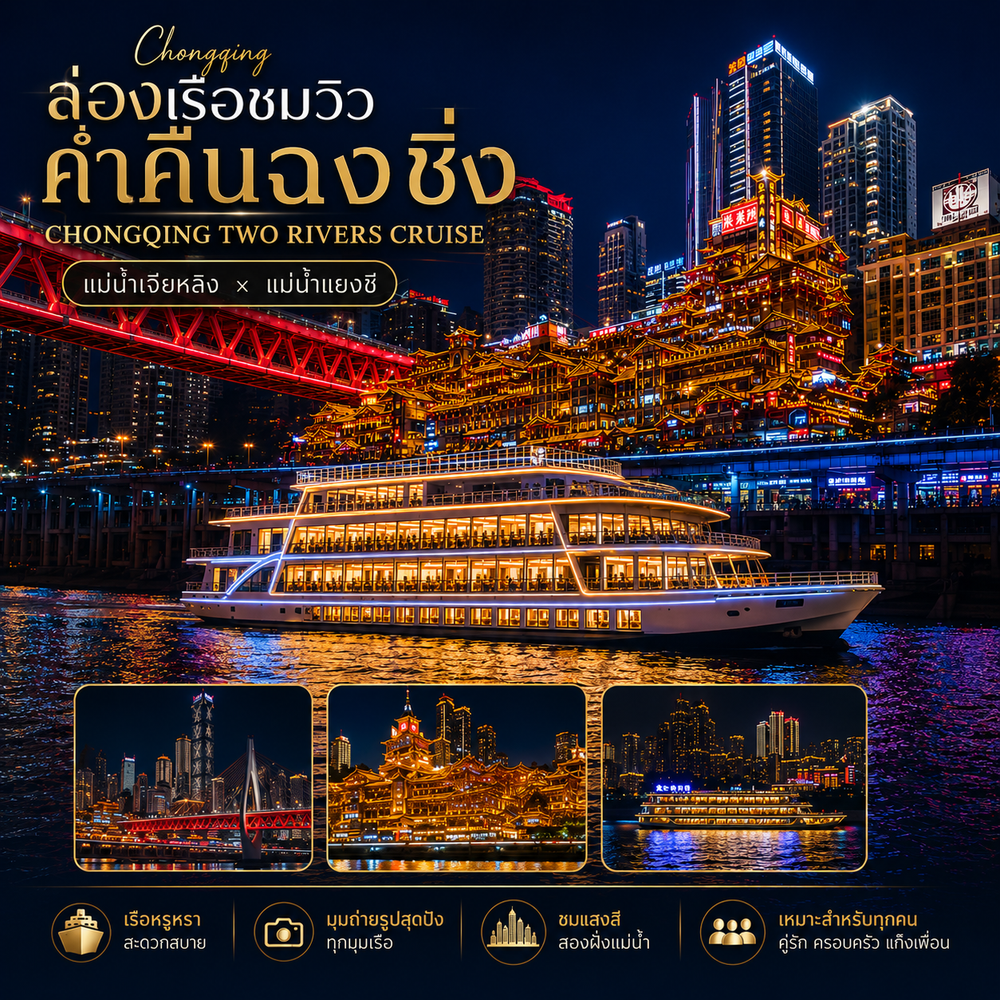 Chongqing
ล่องเรือชมวิว
ค่ำคืนฉงชิ่ง
CHONGQING TWO RIVERS CRUISE
แม่น้ำเจียหลิง × แม่น้ำแยงซี
เรือหรูหรา
สะดวกสบาย
มุมถ่ายรูปสุดปัง
ทุกมุมเรือ
ชมแสงสี
สองฝั่งแม่น้ำ
เหมาะสำหรับทุกคน
คู่รัก ครอบครัว แก๊งเพื่อน